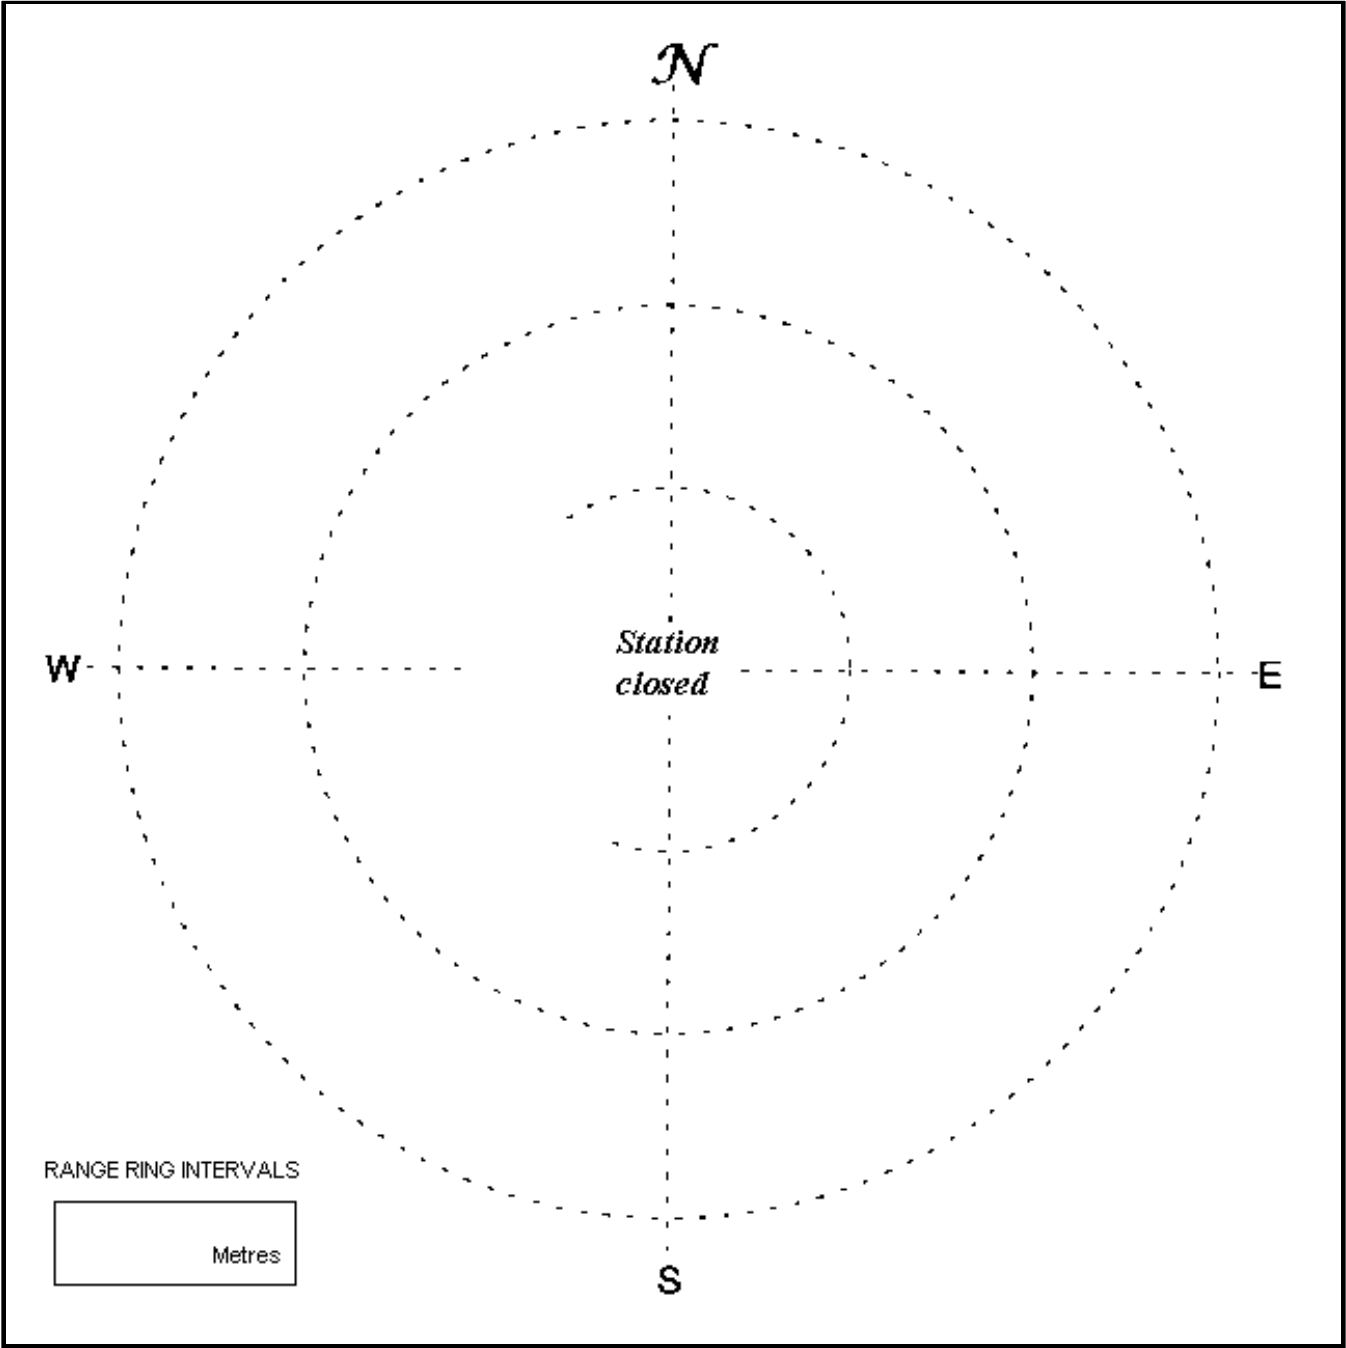 N
Station
closed
W
E
RANGE RING INTERVALS
Metres
S